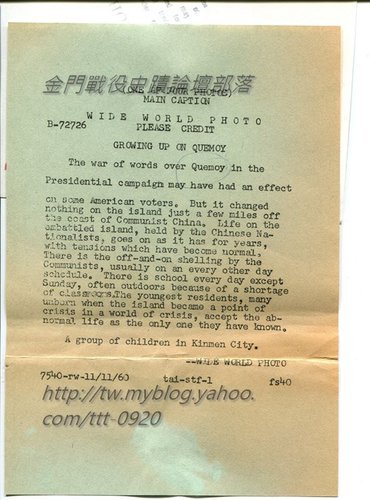 金門戰役史蹟論壇部落
(ONE OF FOUR PHOTOS)
MAIN CAPTION
WIDE WORLD PHOTO
B-72726 PLEASE CREDIT
GROWING UP ON QUEMOY
The war of words over Quemoy in the
Presidential campaign may have had an effect
on some American voters. But it changed
nothing on the island just a few miles off
the coast of Communist China. Life on the
embattled island, held by the Chinese Na-
tionalists, goes on as it has for years,
with tensions which have become normal.
There is the off-and-on shelling by the
Communists, usually on an every other day
schdule. There is school every day except
Sunday, often outdoors because of a shortage
of classrooms.The youngest residents, many
unborn when the island became a point of
crisis in a world of crisis, accept the ab-
normal life as the only one they have known.
A group of children in Kinmen City.
--WIDE WORLD PHOTO
7540-rw-11/11/60 tai-stf-1 fs40
http://tw.myblog.yahoo
.com/ttt-0920